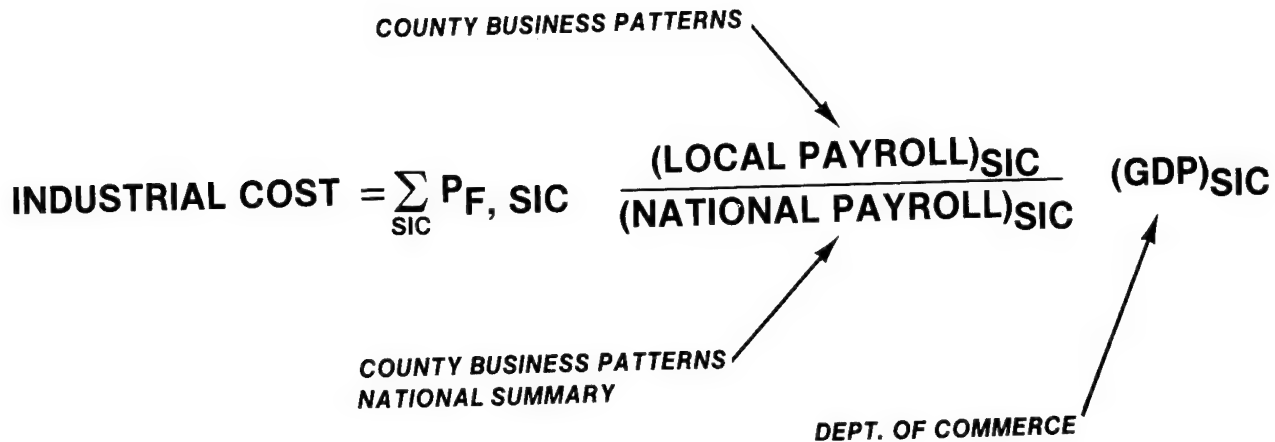 COUNTY BUSINESS PATTERNS
INDUSTRIAL COST = ∑ SIC P F, SIC (LOCAL PAYROLL)SIC / (NATIONAL PAYROLL)SIC (GDP)SIC
COUNTY BUSINESS PATTERNS
NATIONAL SUMMARY
DEPT. OF COMMERCE